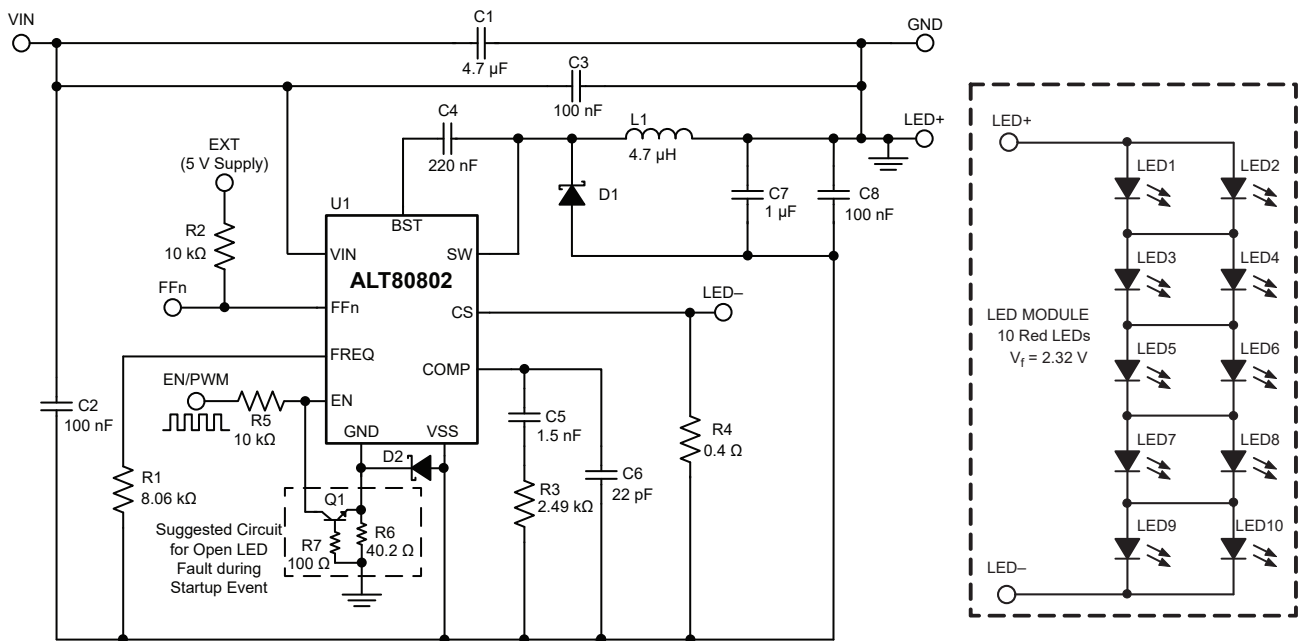 VIN
C1
4.7 µF
GND
C3
100 nF
C4
220 nF
L1
4.7 µH
LED+
EXT
(5 V Supply)
R2
10 kΩ
D1
C7
1 µF
C8
100 nF
U1
BST
VIN
SW
ALT80802
FFn
FFn
CS
LED–
FREQ
COMP
EN/PWM
R5
10 kΩ
EN
GND
VSS
C2
100 nF
C5
1.5 nF
R4
0.4 Ω
D2
C6
22 pF
R1
8.06 kΩ
R3
2.49 kΩ
Q1
R6
40.2 Ω
R7
100 Ω
Suggested Circuit
for Open LED
Fault during
Startup Event
LED+
LED1
LED2
LED3
LED4
LED MODULE
10 Red LEDs
Vf = 2.32 V
LED5
LED6
LED7
LED8
LED9
LED10
LED–